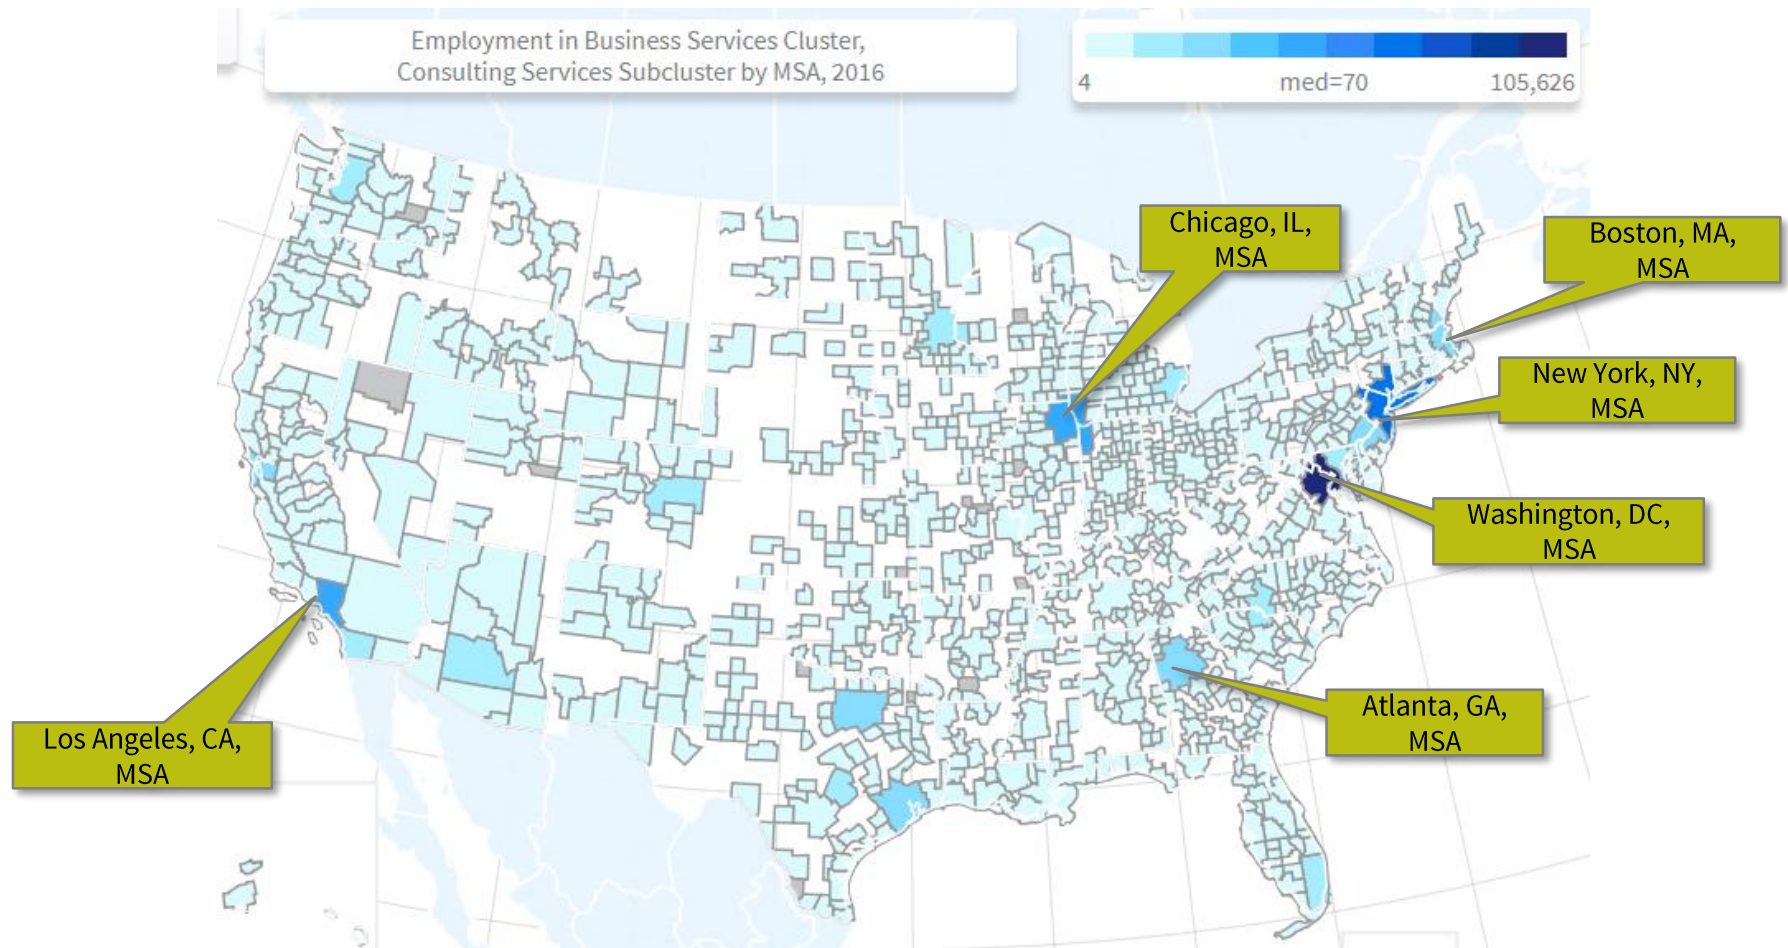 Employment in Business Services Cluster,
Consulting Services Subcluster by MSA, 2016
4
med=70
105,626
Chicago, IL,
MSA
Boston, MA,
MSA
New York, NY,
MSA
Washington, DC,
MSA
Atlanta, GA,
MSA
Los Angeles, CA,
MSA